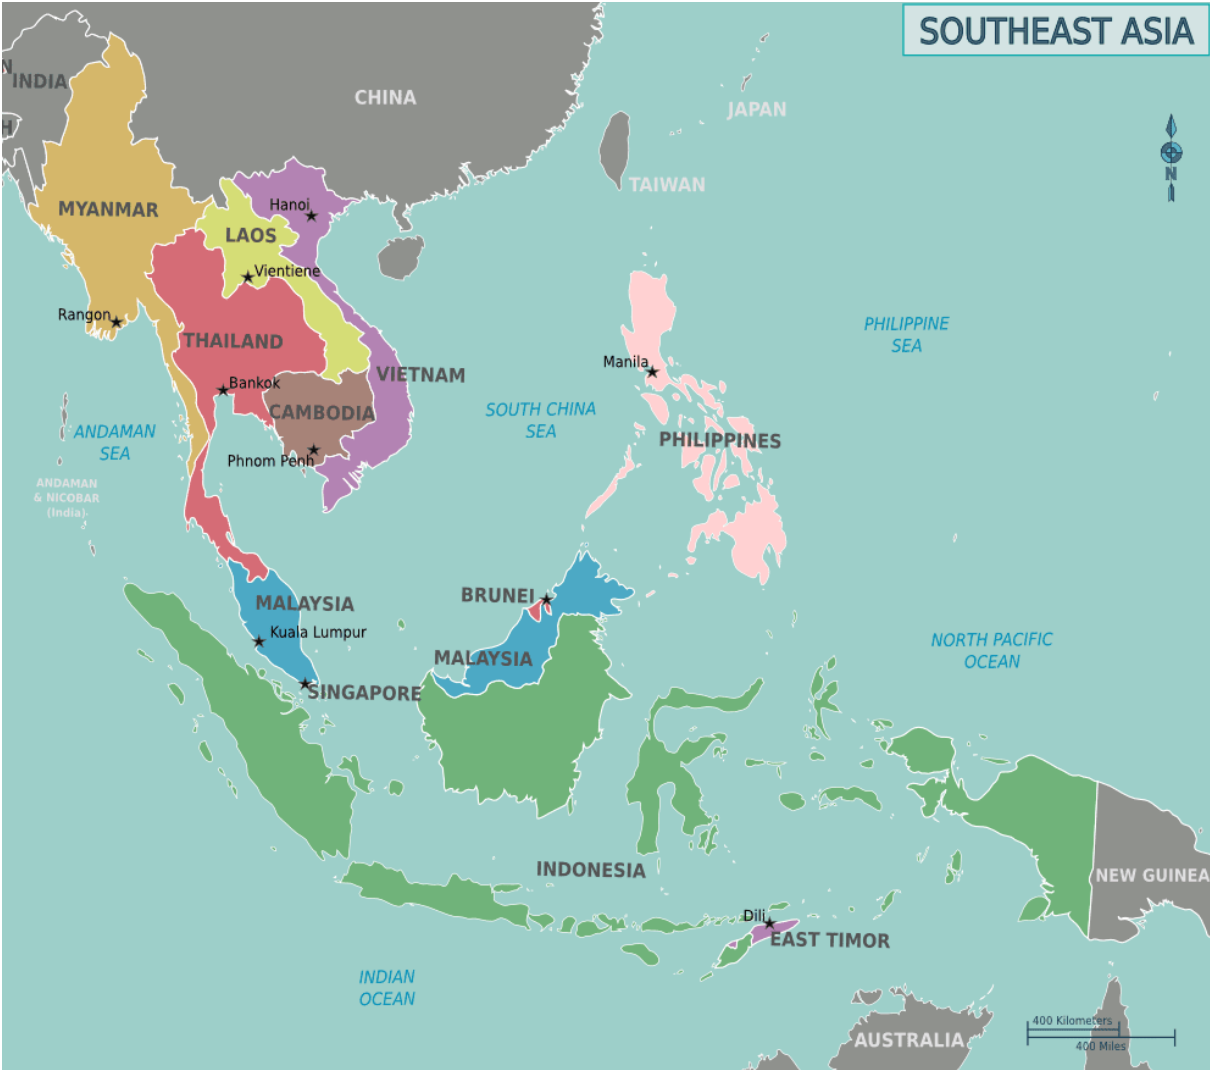 SOUTHEAST ASIA
N
INDIA
CHINA
JAPAN
H
TAIWAN
N
MYANMAR
Hanoi
LAOS
Vientiene
Rangon
THAILAND
PHILIPPINE
SEA
Manila
VIETNAM
Bankok
CAMBODIA
SOUTH CHINA
SEA
ANDAMAN
SEA
PHILIPPINES
Phnom Penh
ANDAMAN
& NICOBAR
(India)
BRUNEI
MALAYSIA
Kuala Lumpur
NORTH PACIFIC
OCEAN
MALAYSIA
SINGAPORE
INDONESIA
NEW GUINEA
Dili
EAST TIMOR
INDIAN
OCEAN
400 Kilometers
AUSTRALIA
400 Miles